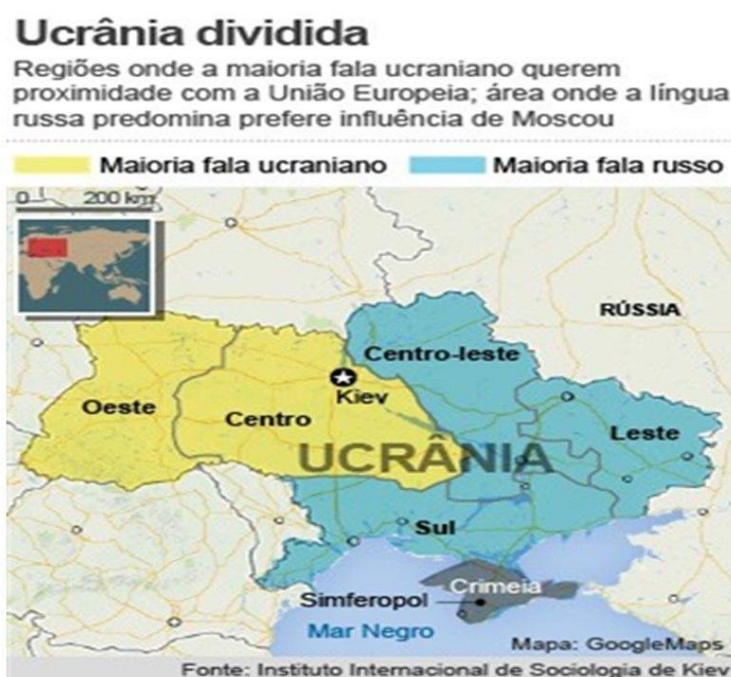 Ucrânia dividida
Regiões onde a maioria fala ucraniano querem
proximidade com a União Europeia; área onde a língua
russa predomina prefere influência de Moscou
Maioria fala ucraniano
Maioria fala russo
0 200 km
RÚSSIA
Centro-leste
Kiev
Oeste
Centro
Leste
UCRÂNIA
Sul
Crimeia
Simferopol
Mar Negro
Mapa: GoogleMaps
Fonte: Instituto Internacional de Sociologia de Kiev